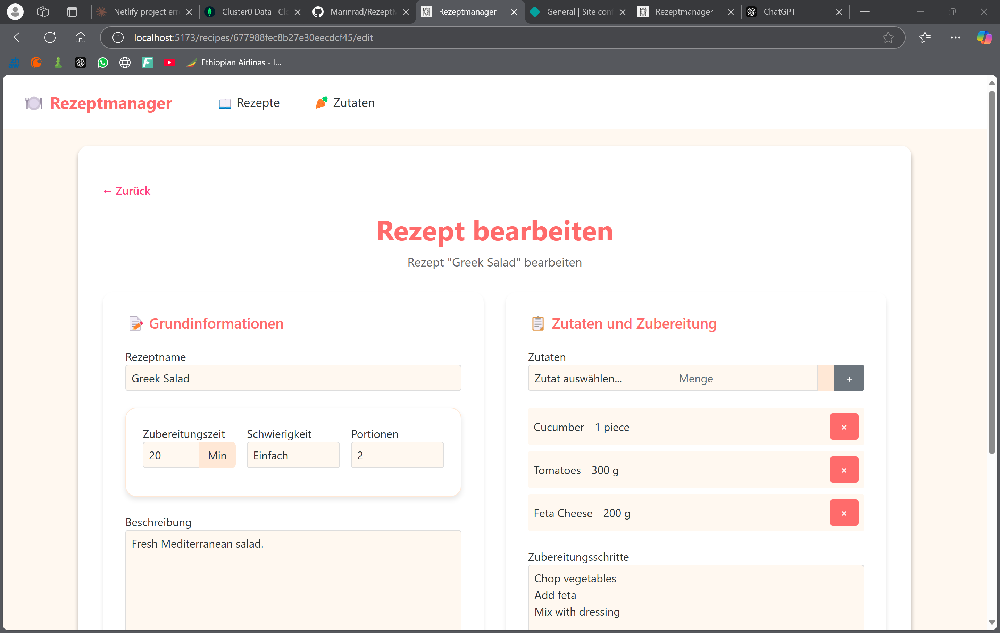 Netlify project err
Cluster0 Data | Clo
Marinrad/RezeptM
Rezeptmanager
General | Site con
Rezeptmanager
ChatGPT
localhost:5173/recipes/677988fec8b27e30eecdcf45/edit
zhaw
Ethiopian Airlines - I...
Rezeptmanager
Rezepte
Zutaten
← Zurück
Rezept bearbeiten
Rezept "Greek Salad" bearbeiten
Grundinformationen
Rezeptname
Greek Salad
Zubereitungszeit
Schwierigkeit
Portionen
20
Min
Einfach
2
Beschreibung
Fresh Mediterranean salad.
Zutaten und Zubereitung
Zutaten
Zutat auswählen...
Menge
+
Cucumber - 1 piece
×
Tomatoes - 300 g
×
Feta Cheese - 200 g
×
Zubereitungsschritte
Chop vegetables
Add feta
Mix with dressing